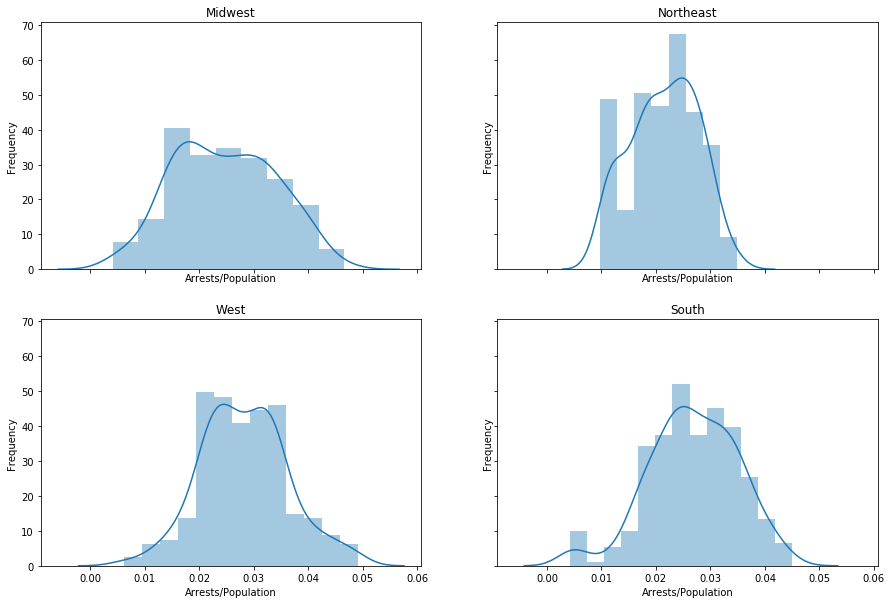 Midwest
Northeast
70
60
50
40
30
20
10
0
Frequency
Frequency
Arrests/Population
Arrests/Population
West
South
70
60
50
40
30
20
10
0
Frequency
Frequency
0.00 0.01 0.02 0.03 0.04 0.05 0.06
0.00 0.01 0.02 0.03 0.04 0.05 0.06
Arrests/Population
Arrests/Population